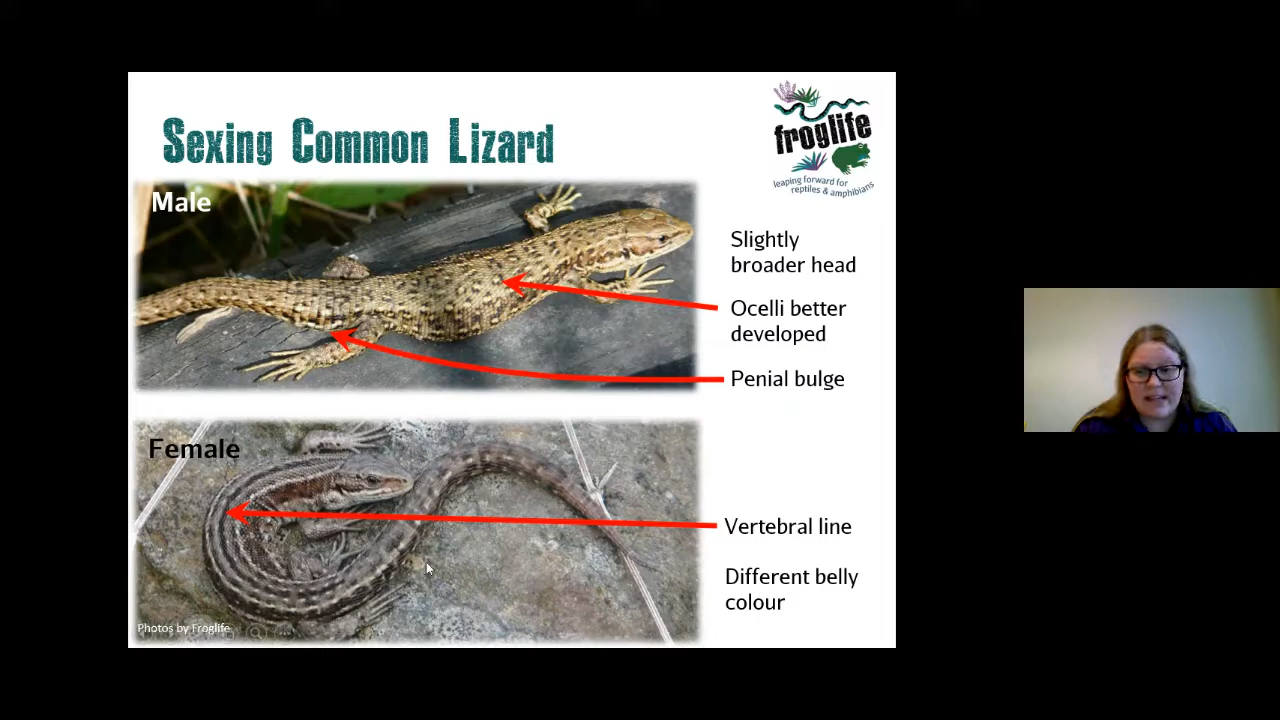 Sexing Common Lizard
froglife
leaping forward for
reptiles & amphibians
Male
Slightly
broader head
Ocelli better
developed
Penial bulge
Female
Vertebral line
Different belly
colour
Photos by Froglife